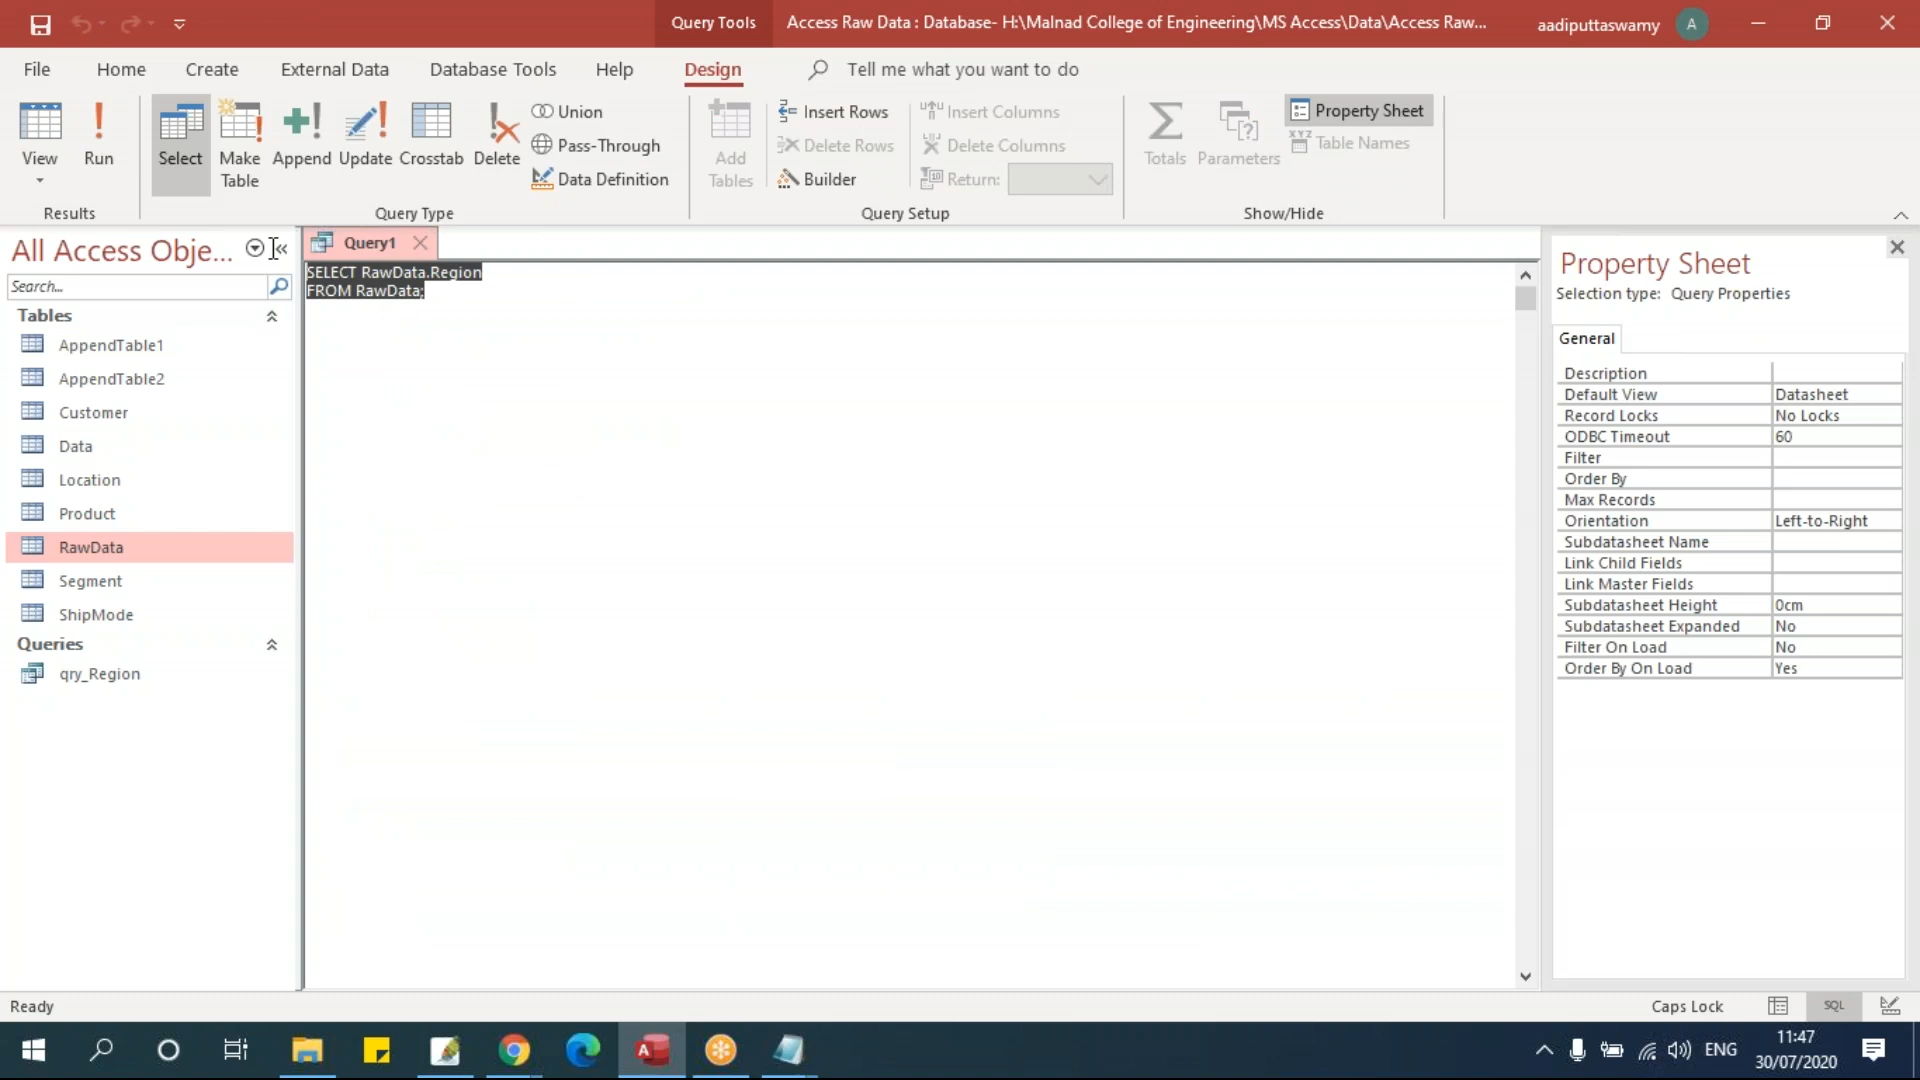 Query Tools
Access Raw Data : Database- H:\Malnad College of Engineering\MS Access\Data\Access Raw...
aadiputtaswamy
A
File
Home
Create
External Data
Database Tools
Help
Design
Tell me what you want to do
View
Run
Select
Make
Table
Append
Update
Crosstab
Delete
Union
Pass-Through
Data Definition
Add
Tables
Insert Rows
Delete Rows
Builder
Insert Columns
Delete Columns
Return:
Totals
Parameters
Property Sheet
Table Names
Results
Query Type
Query Setup
Show/Hide
All Access Obje...
Search...
Tables
AppendTable1
AppendTable2
Customer
Data
Location
Product
RawData
Segment
ShipMode
Queries
qry_Region
Query1
SELECT RawData.Region
FROM RawData;
Property Sheet
Selection type: Query Properties
General
Description
Default View Datasheet
Record Locks No Locks
ODBC Timeout 60
Filter
Order By
Max Records
Orientation Left-to-Right
Subdatasheet Name
Link Child Fields
Link Master Fields
Subdatasheet Height 0cm
Subdatasheet Expanded No
Filter On Load No
Order By On Load Yes
Ready
Caps Lock
SQL
A
ENG
11:47
30/07/2020